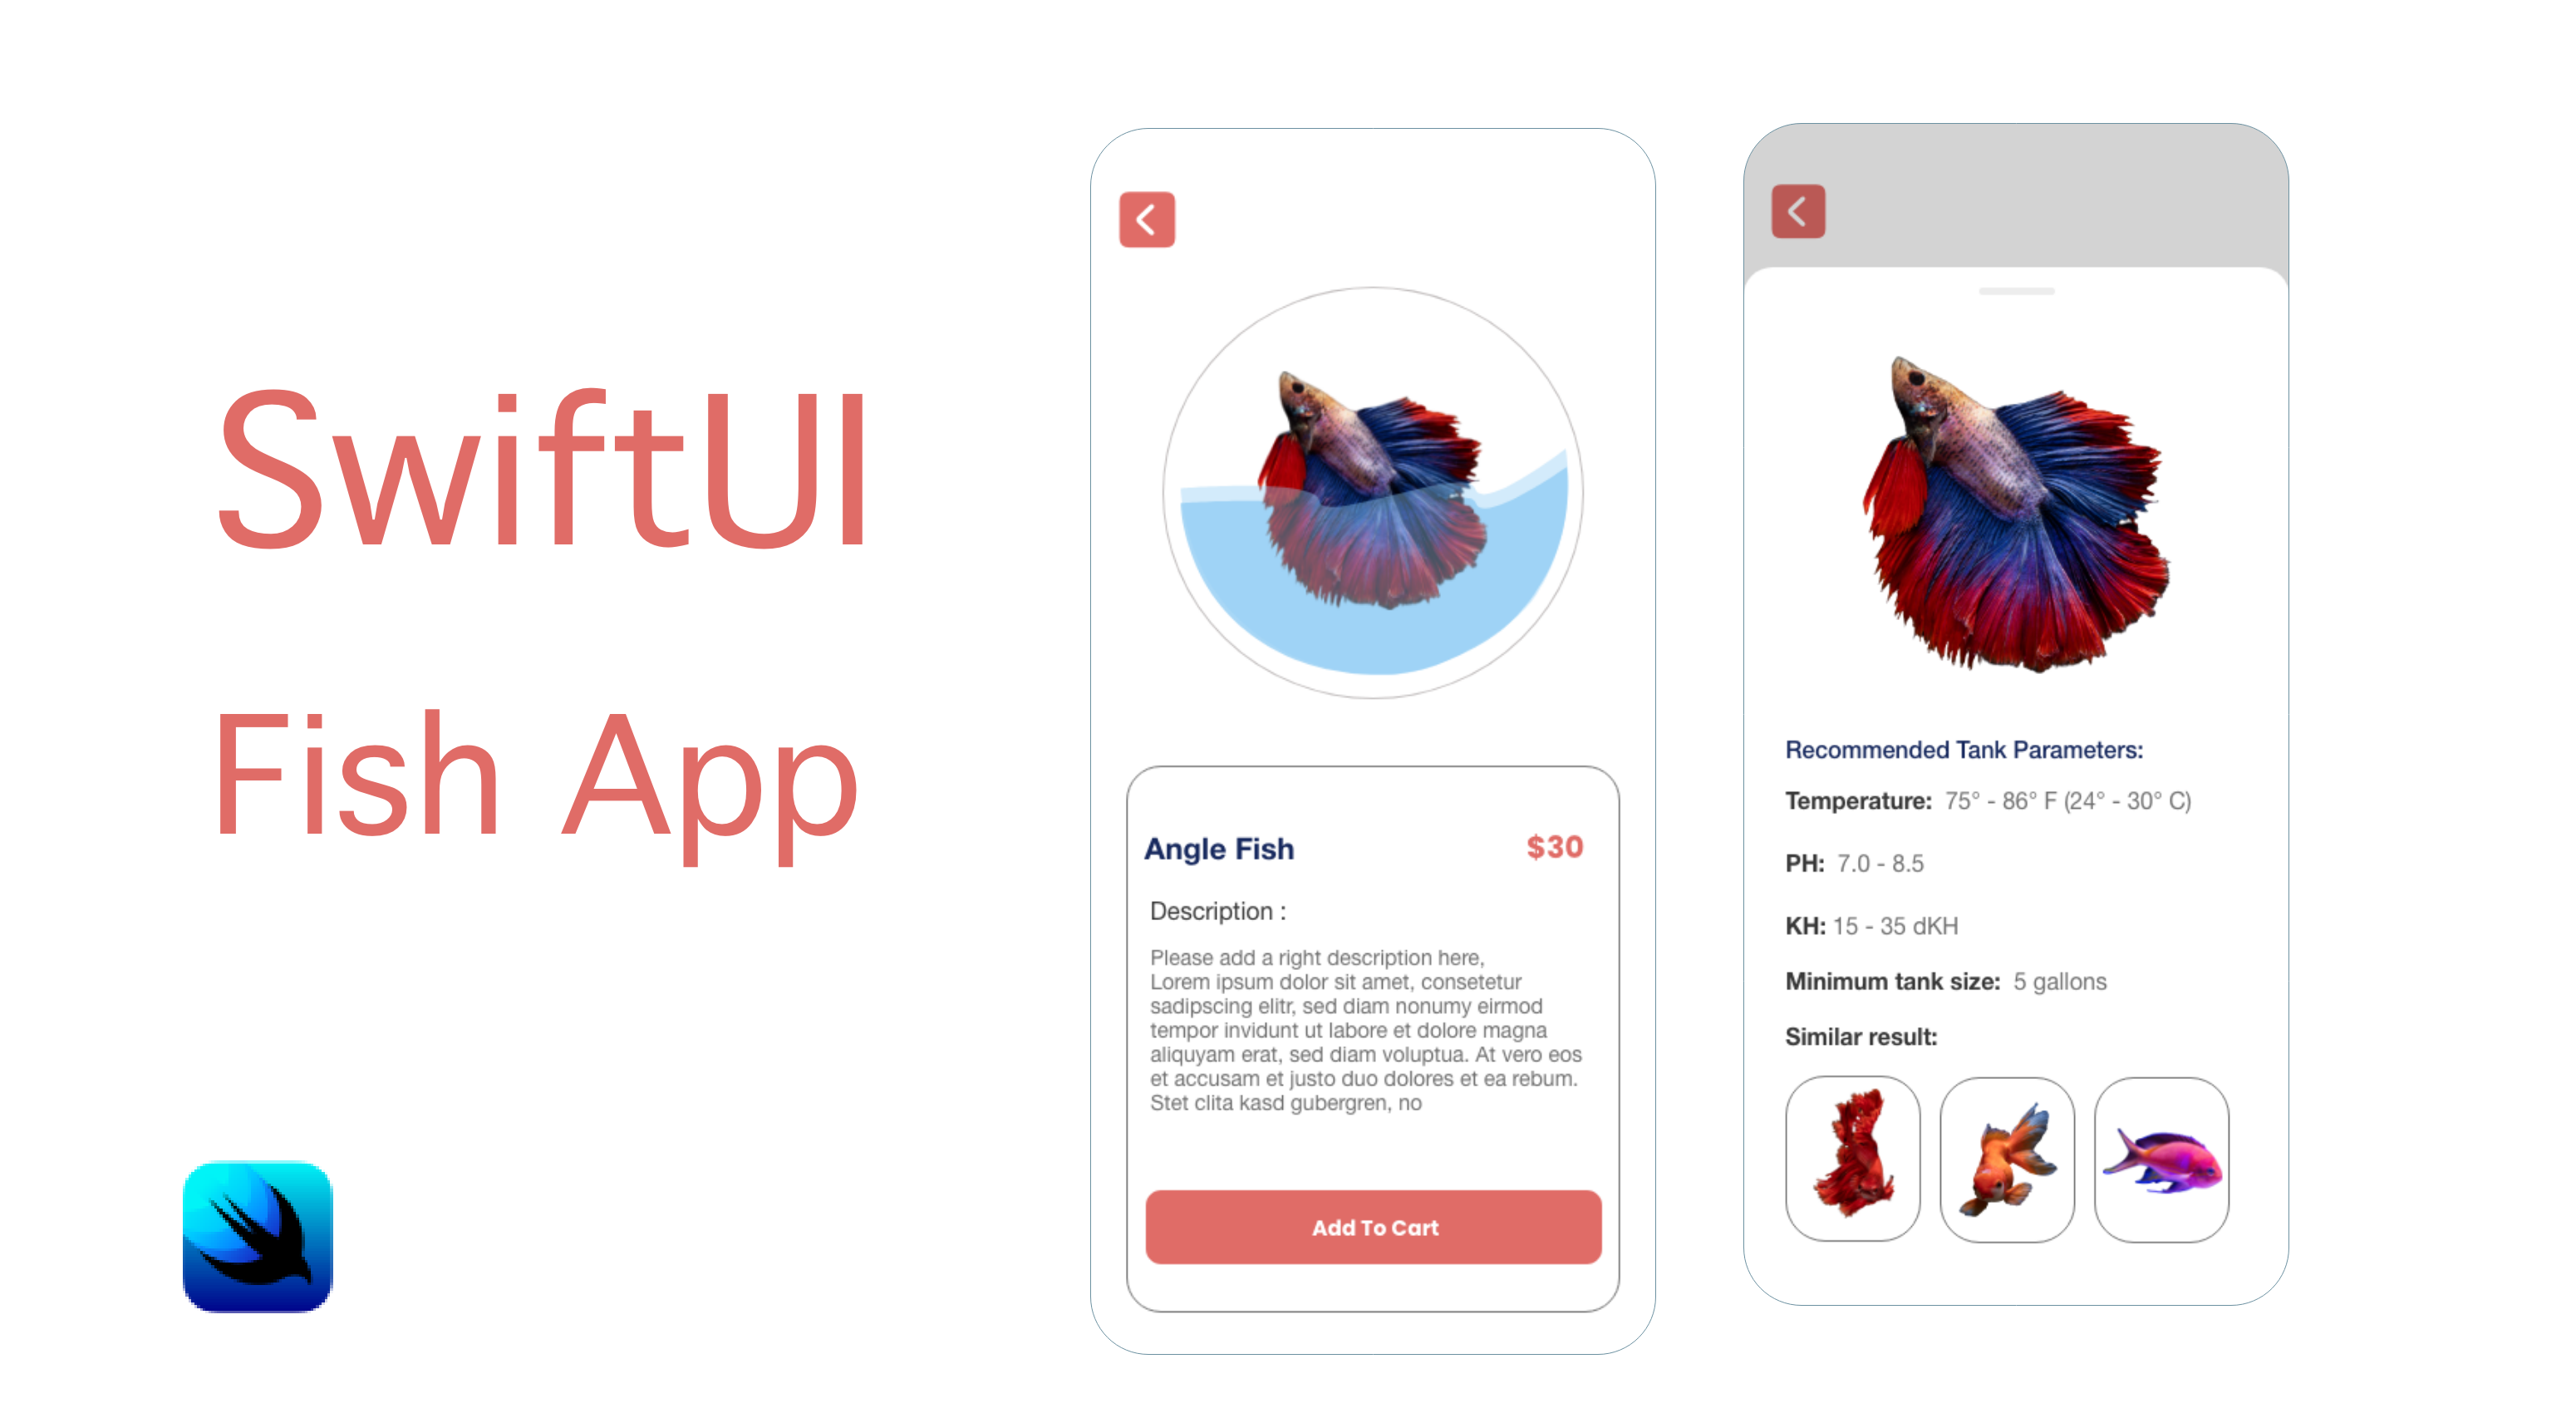 SwiftUI
Fish App
Angle Fish
$30
Description :
Please add a right description here,
Lorem ipsum dolor sit amet, consetetur
sadipscing elitr, sed diam nonumy eirmod
tempor invidunt ut labore et dolore magna
aliquyam erat, sed diam voluptua. At vero eos
et accusam et justo duo dolores et ea rebum.
Stet clita kasd gubergren, no
Add To Cart
Recommended Tank Parameters:
Temperature: 75° - 86° F (24° - 30° C)
PH: 7.0 - 8.5
KH: 15 - 35 dKH
Minimum tank size: 5 gallons
Similar result: